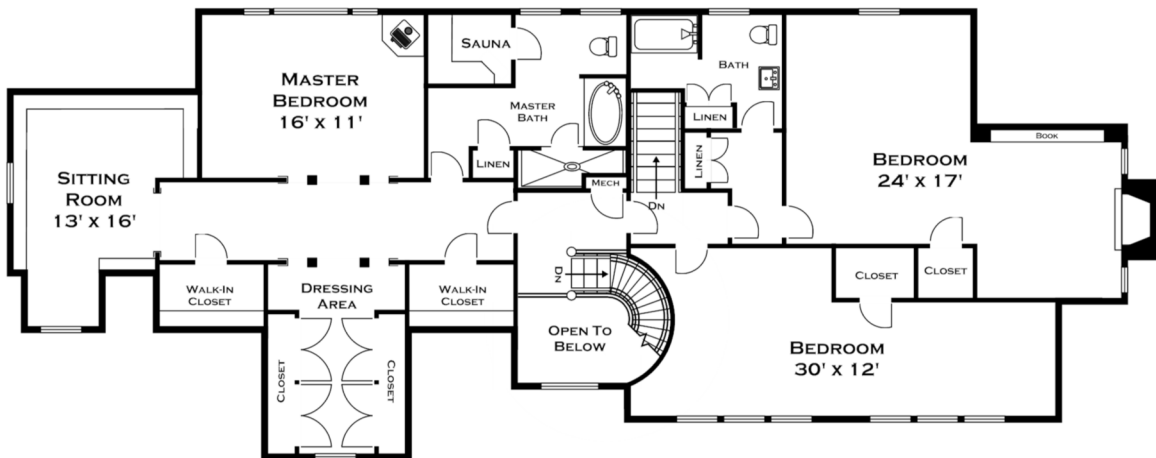 SAUNA
MASTER
BEDROOM
16' X 11'
BATH
MASTER
BATH
LINEN
BOOK
LINEN
LINEN
BEDROOM
24' X 17'
SITTING
ROOM
13' X 16'
MECH
DN
DN
CLOSET
CLOSET
WALK-IN
CLOSET
DRESSING
AREA
WALK-IN
CLOSET
OPEN TO
BELOW
BEDROOM
30' X 12'
CLOSET
CLOSET